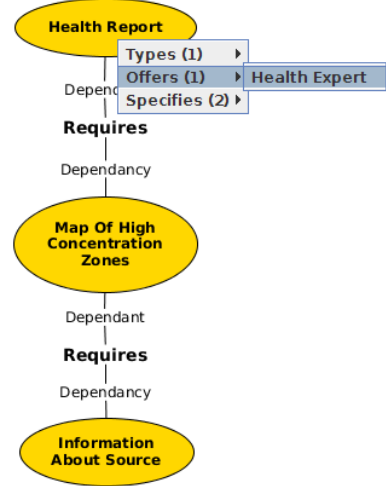 Health Report
Types (1)
Offers (1)
Health Expert
Specifies (2)
Requires
Dependancy
Map Of High
Concentration
Zones
Dependant
Requires
Dependancy
Information
About Source